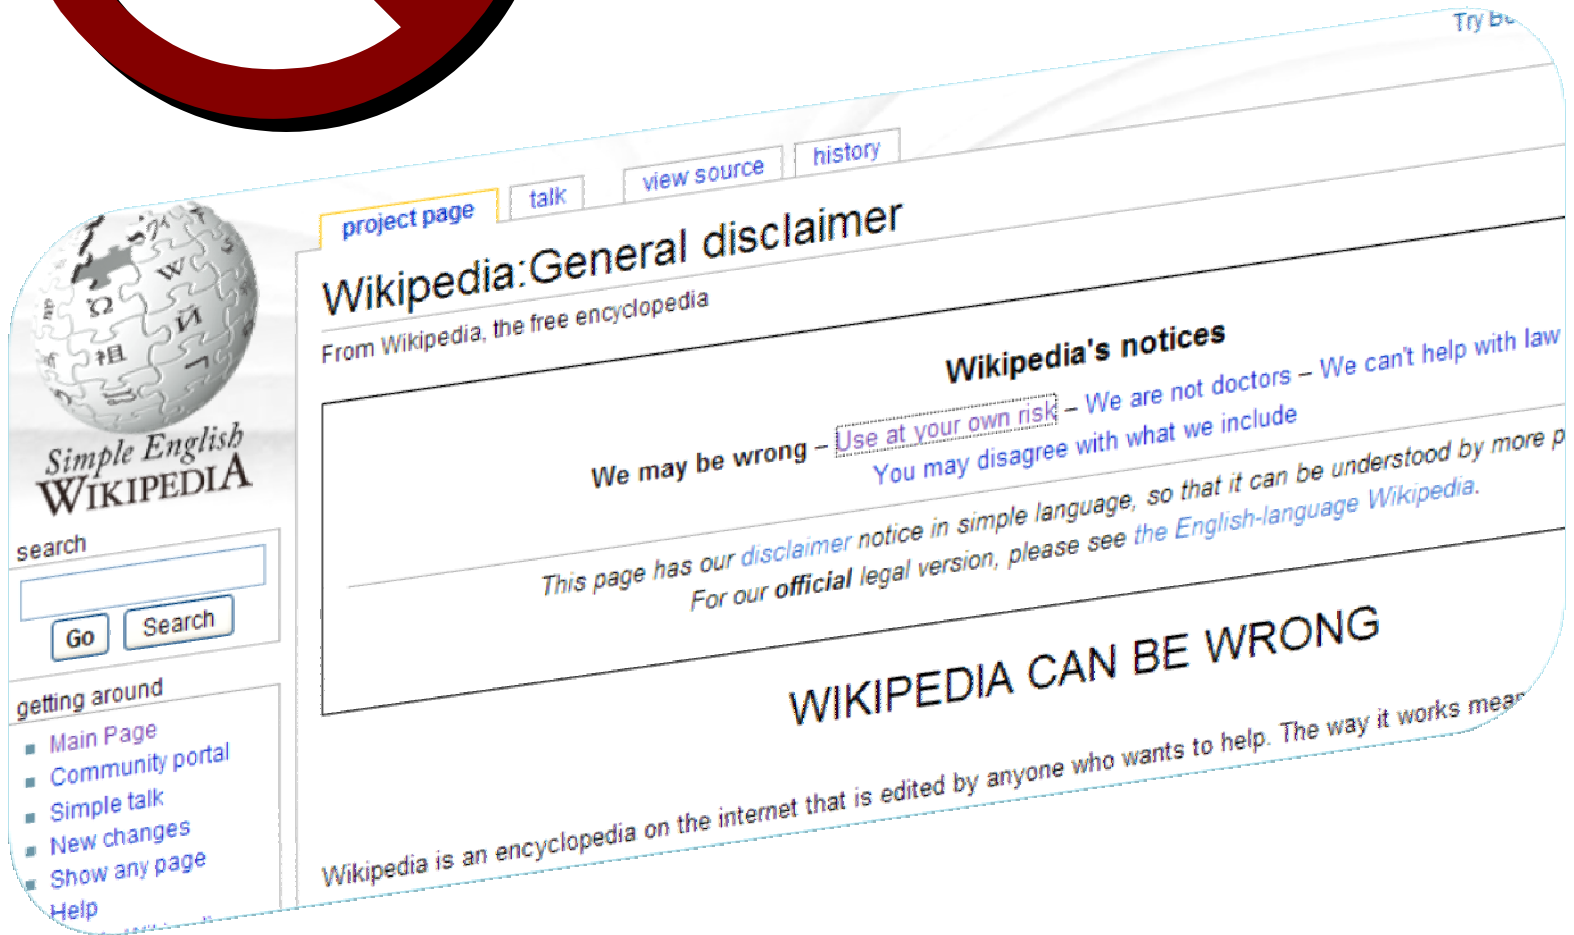 Try
project page
talk
view source
history
Wikipedia:General disclaimer
From Wikipedia, the free encyclopedia
Wikipedia's notices
We may be wrong – Use at your own risk – We are not doctors – We can't help with law
You may disagree with what we include
This page has our disclaimer notice in simple language, so that it can be understood by more
For our official legal version, please see the English-language Wikipedia.
WIKIPEDIA CAN BE WRONG
Wikipedia is an encyclopedia on the internet that is edited by anyone who wants to help. The way it works
Simple English
WIKIPEDIA
search
Go
Search
getting around
Main Page
Community portal
Simple talk
New changes
Show any page
Help